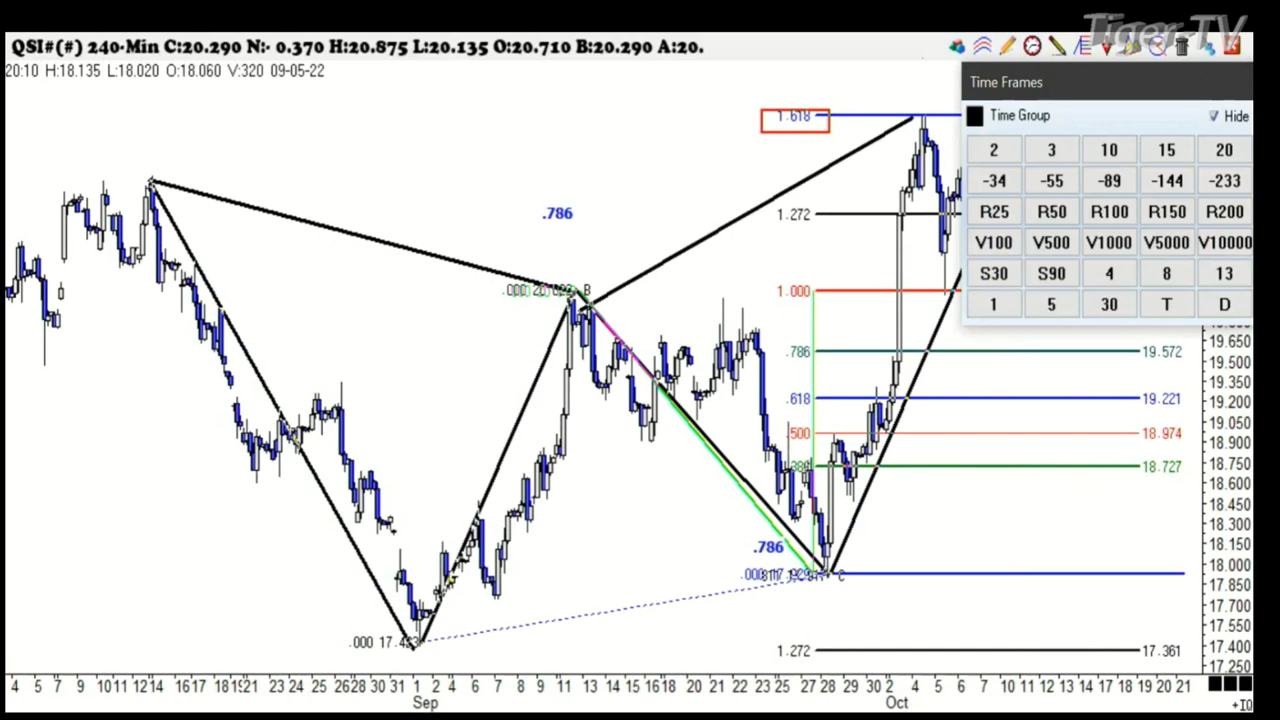 Tiger-TV
QSI#(#) 240-Min C:20.290 N:- 0.370 H:20.875 L:20.135 O:20.710 B:20.290 A:20.
20:10 H:18.135 L:18.020 O:18.060 V:320 09-05-22
Time Frames
Time Group
Hide
2 3 10 15 20
-34 -55 -89 -144 -233
R25 R50 R100 R150 R200
V100 V500 V1000 V5000 V10000
S30 S90 4 8 13
1 5 30 T D
1.618
1.272
.786
B
1.000
.786 19.572
.618 19.221
.500 18.974
18.727
.786
C
.000 17.4
1.272 17.361
19.650
19.500
19.350
19.200
19.050
18.900
18.750
18.600
18.450
18.300
18.150
18.000
17.850
17.700
17.550
17.400
17.250
4 5 7 9 10 11 12 14 16 17 18 19 21 23 24 25 26 28 30 31 1 2 4 6 7 8 9 11 13 14 15 16 18 20 21 22 23 25 27 28 29 30 2 4 5 6 7 10 11 12 13 14 16 17 18 19 20 21
Sep Oct